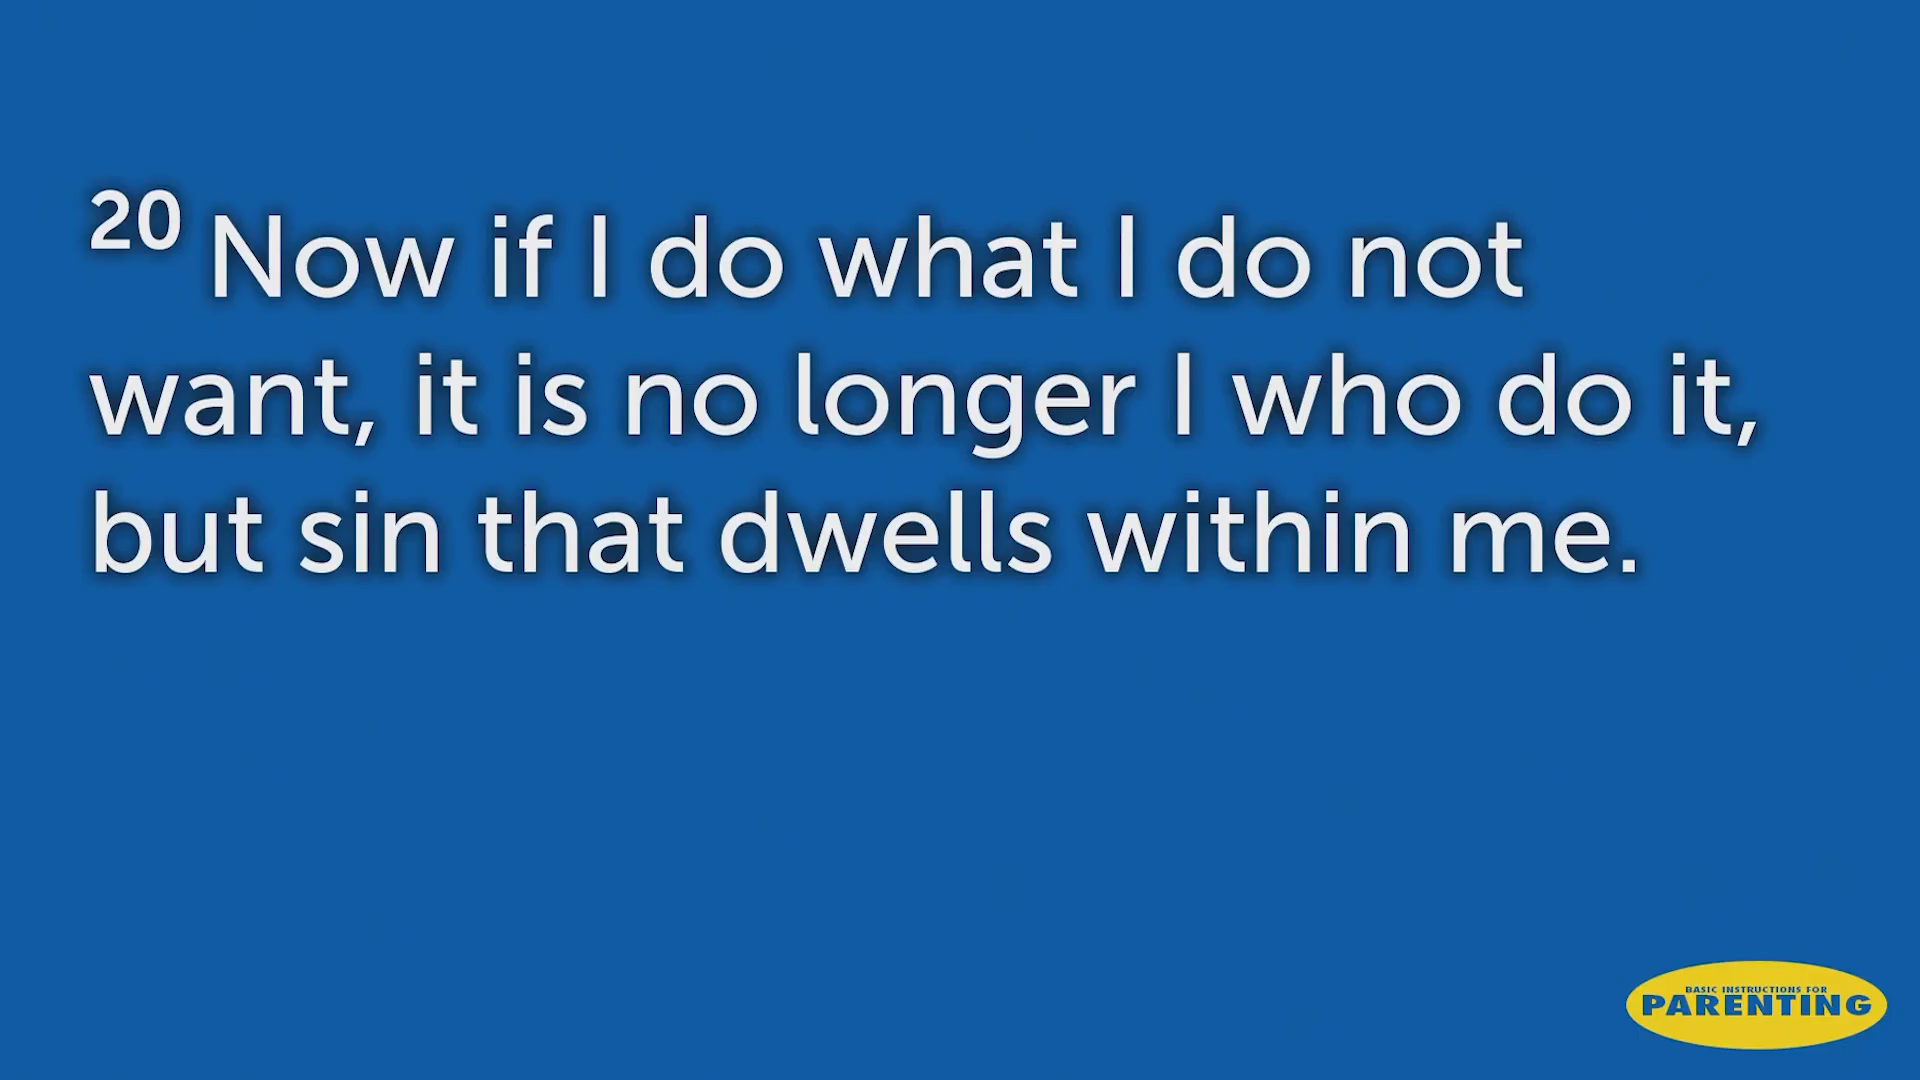 20 Now if I do what I do not
want, it is no longer I who do it,
but sin that dwells within me.
BASIC INSTRUCTIONS FOR
PARENTING